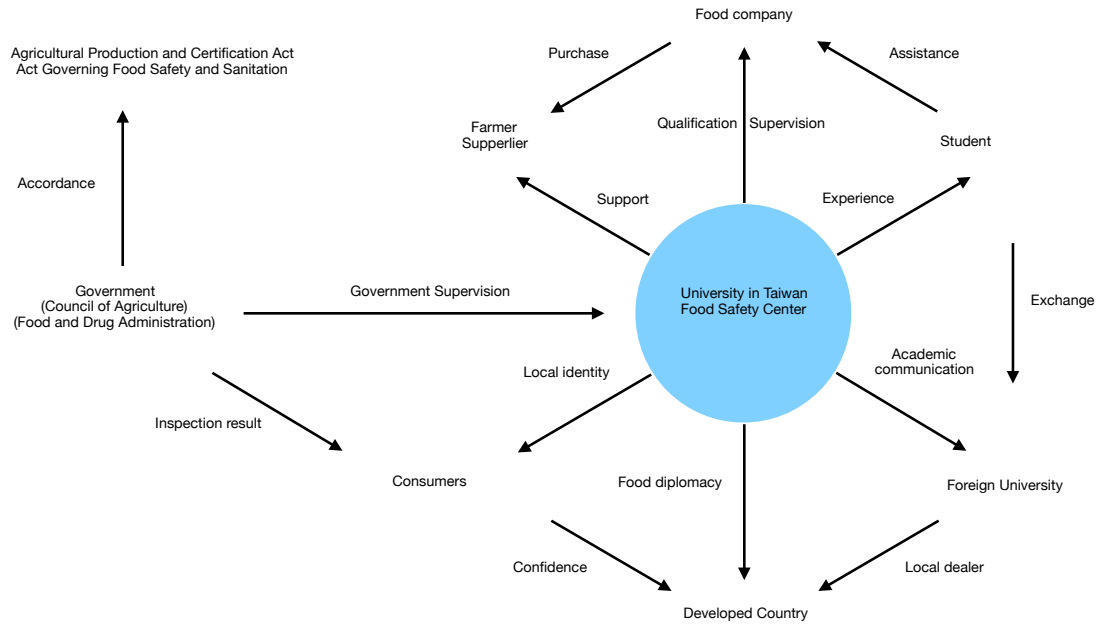 Food company
Agricultural Production and Certification Act
Act Governing Food Safety and Sanitation
Purchase
Assistance
Farmer
Supperlier
Qualification
Supervision
Student
Accordance
Support
Experience
Government
(Council of Agriculture)
(Food and Drug Administration)
Government Supervision
University in Taiwan
Food Safety Center
Exchange
Local identity
Academic
communication
Inspection result
Consumers
Food diplomacy
Foreign University
Confidence
Local dealer
Developed Country